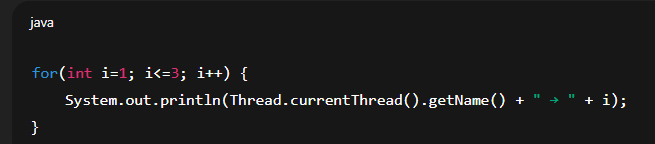 java
for(int i=1; i<=3; i++) {
    System.out.println(Thread.currentThread().getName() + " → " + i);
}